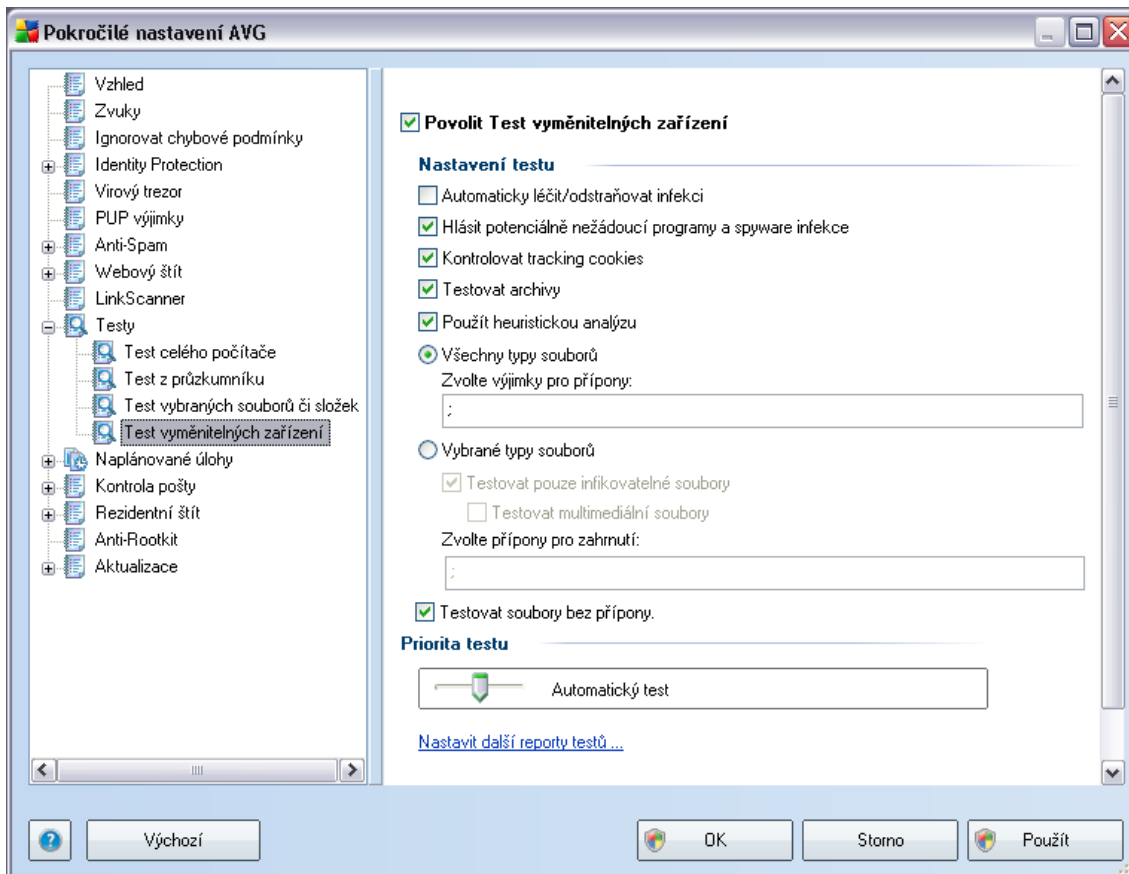 Pokročilé nastavení AVG
Vzhled
Zvuky
Ignorovat chybové podmínky
Identity Protection
Virový trezor
PUP výjimky
Anti-Spam
Webový štít
LinkScanner
Testy
Test celého počítače
Test z průzkumníku
Test vybraných souborů či složek
Test vyměnitelných zařízení
Naplánované úlohy
Kontrola pošty
Rezidentní štít
Anti-Rootkit
Aktualizace
Povolit Test vyměnitelných zařízení
Nastavení testu
Automaticky léčit/odstraňovat infekci
Hlásit potenciálně nežádoucí programy a spyware infekce
Kontrolovat tracking cookies
Testovat archivy
Použít heuristickou analýzu
Všechny typy souborů
Zvolte výjimky pro přípony:
;
Vybrané typy souborů
Testovat pouze infikovatelné soubory
Testovat multimediální soubory
Zvolte přípony pro zahrnutí:
;
Testovat soubory bez přípony.
Priorita testu
Automatický test
Nastavit další reporty testů ...
?
Výchozí
OK
Storno
Použít